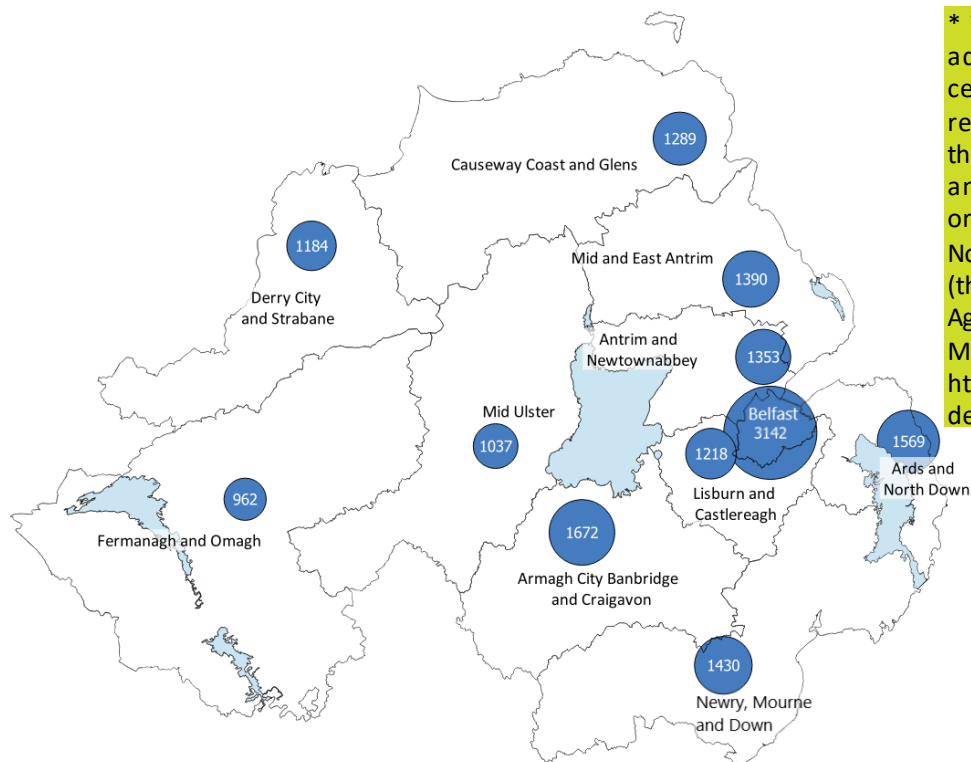 1289
Causeway Coast and Glens
1184
Derry City
and Strabane
Mid and East Antrim
1390
Antrim and
Newtownabbey
1353
Mid Ulster
1037
Belfast
3142
1218
Lisburn and
Castlereagh
1569
Ards and
North Down
962
Fermanagh and Omagh
1672
Armagh City Banbridge
and Craigavon
1430
Newry, Mourne
and Down
*
ce
re
th
ar
or
(th
Ag
M
ht
de